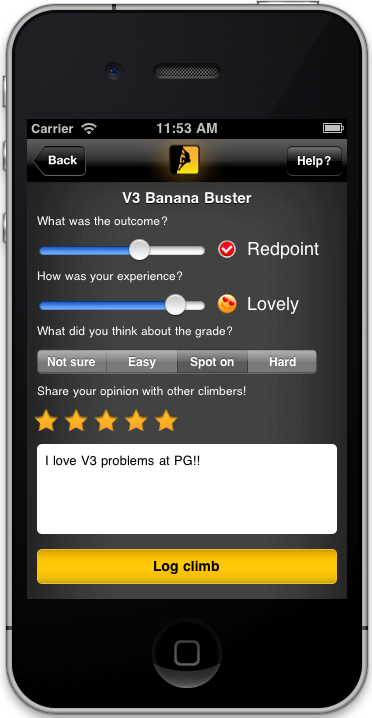 Carrier 11:53 AM
Back Help?
V3 Banana Buster
What was the outcome?
Redpoint
How was your experience?
Lovely
What did you think about the grade?
Not sure Easy Spot on Hard
Share your opinion with other climbers!
I love V3 problems at PG!!
Log climb